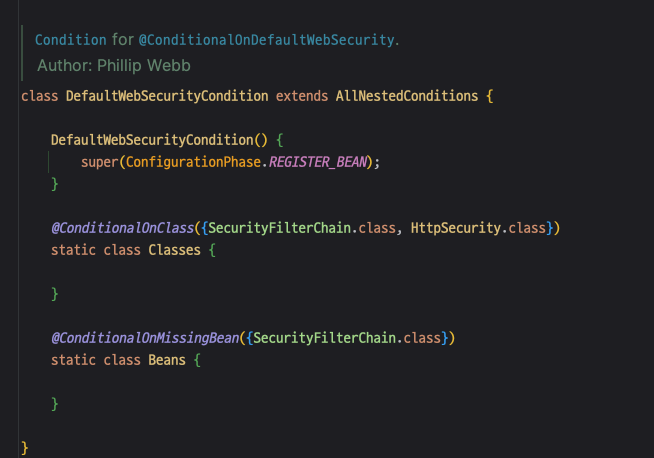 Condition for @ConditionalOnDefaultWebSecurity.
Author: Phillip Webb
class DefaultWebSecurityCondition extends AllNestedConditions {
DefaultWebSecurityCondition() {
super(ConfigurationPhase.REGISTER_BEAN);
}
@ConditionalOnClass({SecurityFilterChain.class, HttpSecurity.class})
static class Classes {
}
@ConditionalOnMissingBean({SecurityFilterChain.class})
static class Beans {
}
}